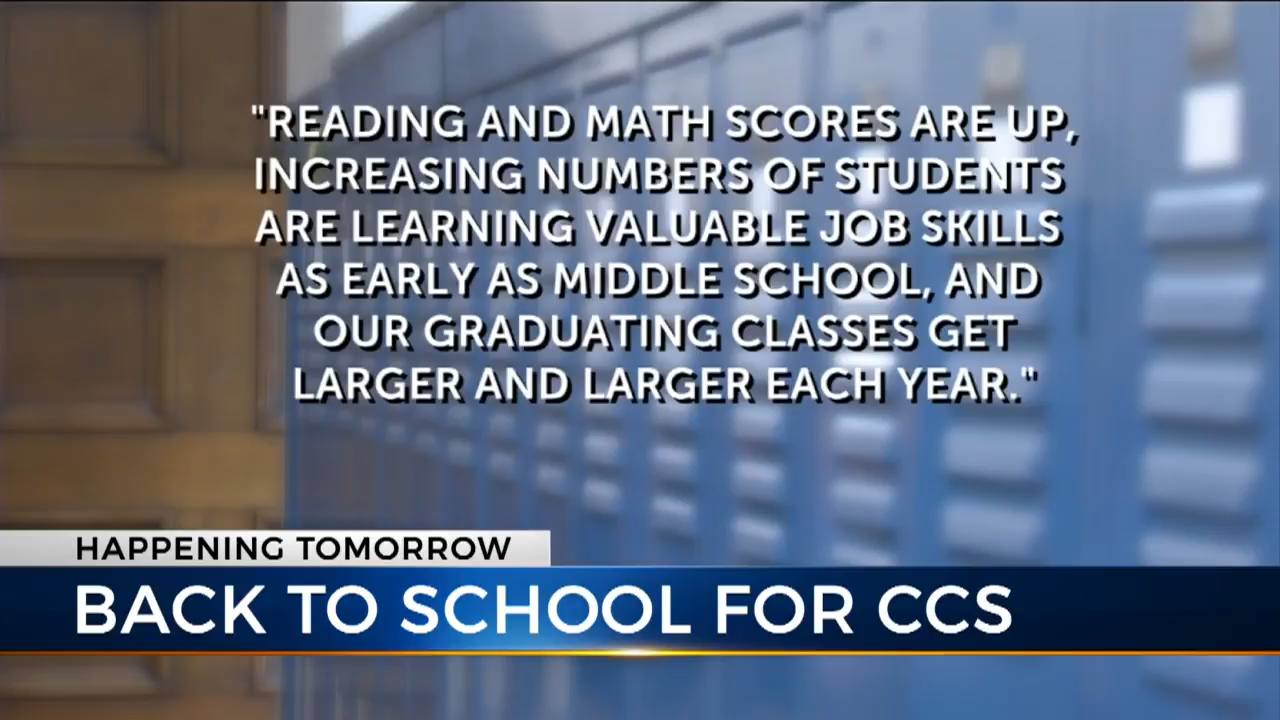 "READING AND MATH SCORES ARE UP,
INCREASING NUMBERS OF STUDENTS
ARE LEARNING VALUABLE JOB SKILLS
AS EARLY AS MIDDLE SCHOOL, AND
OUR GRADUATING CLASSES GET
LARGER AND LARGER EACH YEAR."
HAPPENING TOMORROW
BACK TO SCHOOL FOR CCS